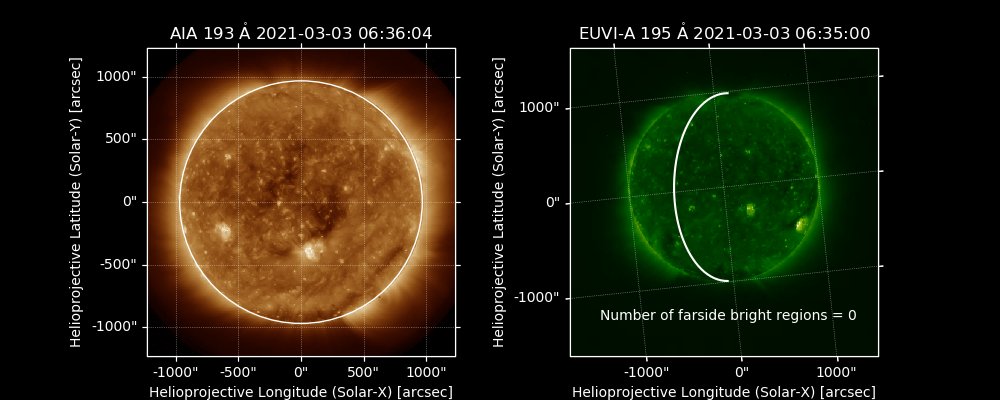 AIA 193 Å 2021-03-03 06:36:04
Helioprojective Latitude (Solar-Y) [arcsec]
1000"
500"
0"
-500"
-1000"
-1000"  -500"  0"  500"  1000"
Helioprojective Longitude (Solar-X) [arcsec]
EUVI-A 195 Å 2021-03-03 06:35:00
Helioprojective Latitude (Solar-Y) [arcsec]
1000"
0"
-1000"
Number of farside bright regions = 0
-1000"  0"  1000"
Helioprojective Longitude (Solar-X) [arcsec]